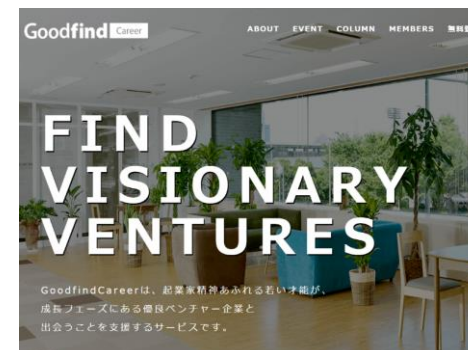 Goodfind Career
ABOUT EVENT COLUMN MEMBERS
FIND
VISIONARY
VENTURES
GoodfindCareerは、起業家精神あふれる若い才能が、
成長フェーズにある優良ベンチャー企業と
出会うことを支援するサービスです。